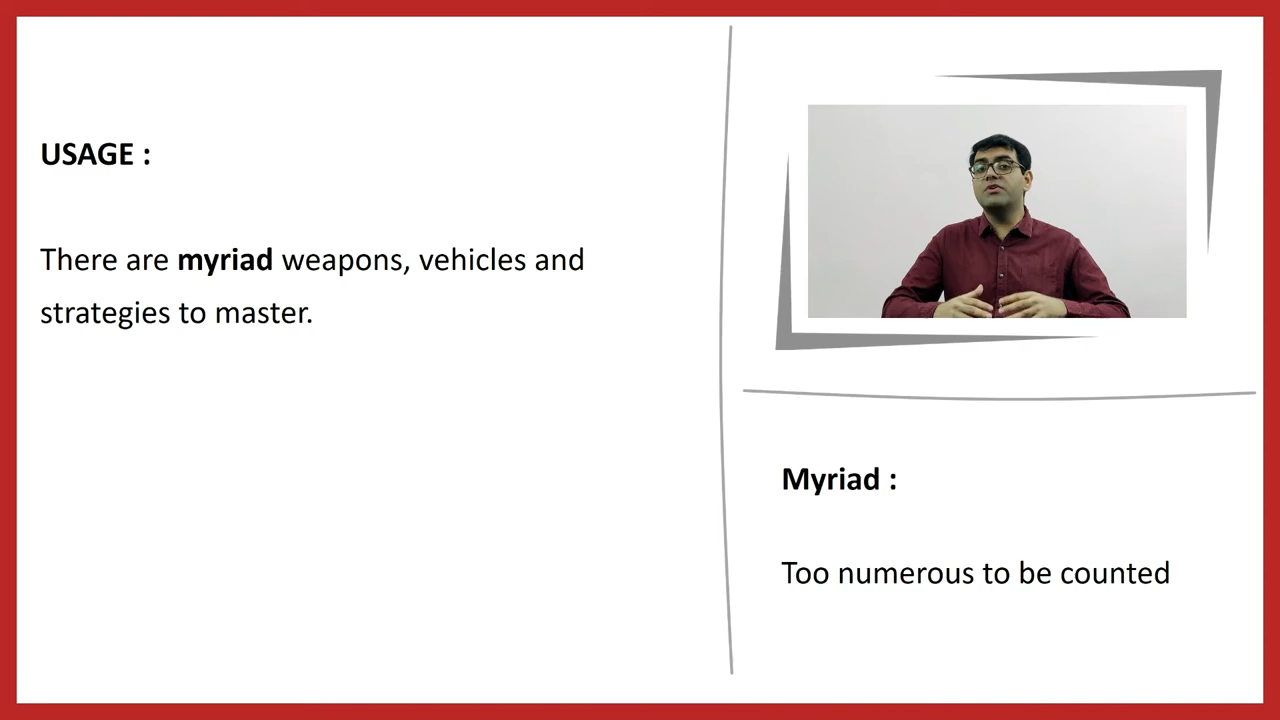 USAGE :
There are myriad weapons, vehicles and
strategies to master.
Myriad :
Too numerous to be counted